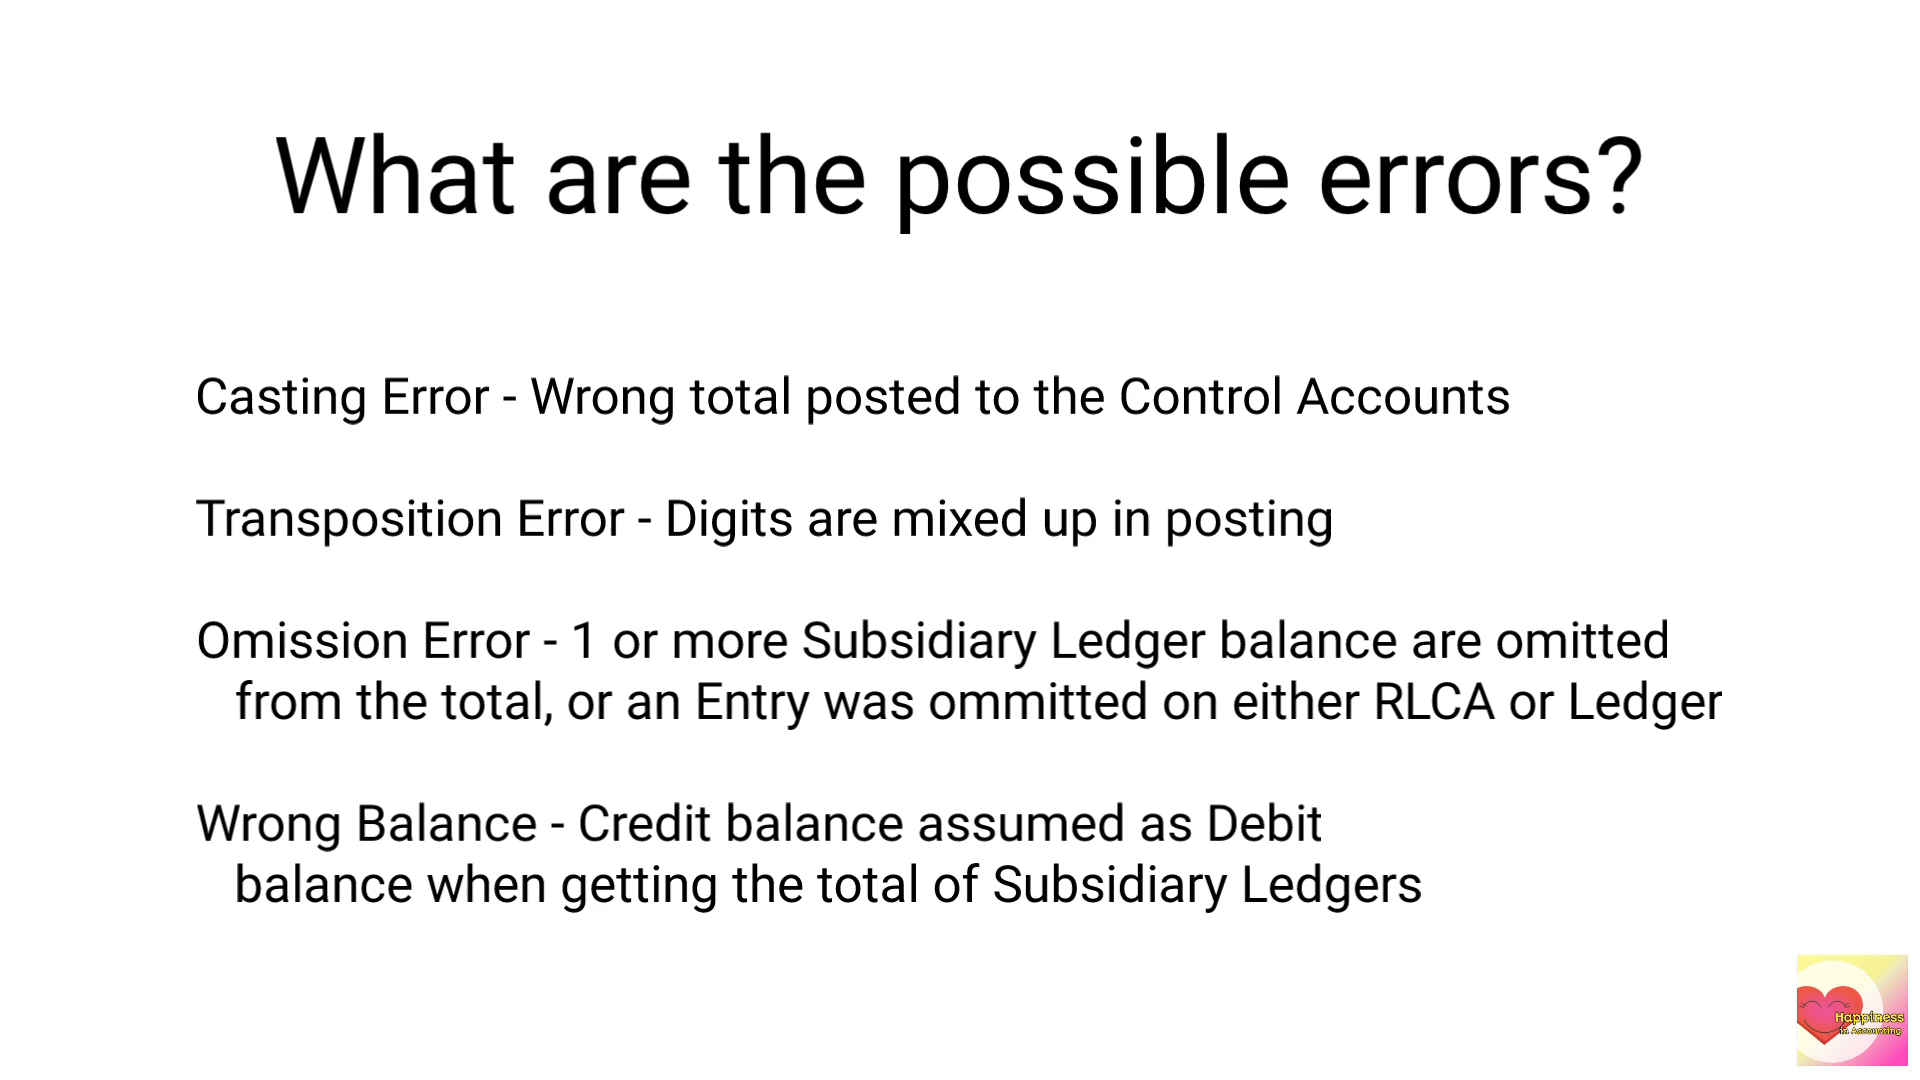 What are the possible errors?
Casting Error - Wrong total posted to the Control Accounts
Transposition Error - Digits are mixed up in posting
Omission Error - 1 or more Subsidiary Ledger balance are omitted
from the total, or an Entry was ommitted on either RLCA or Ledger
Wrong Balance - Credit balance assumed as Debit
balance when getting the total of Subsidiary Ledgers
Happiness
in Accounting